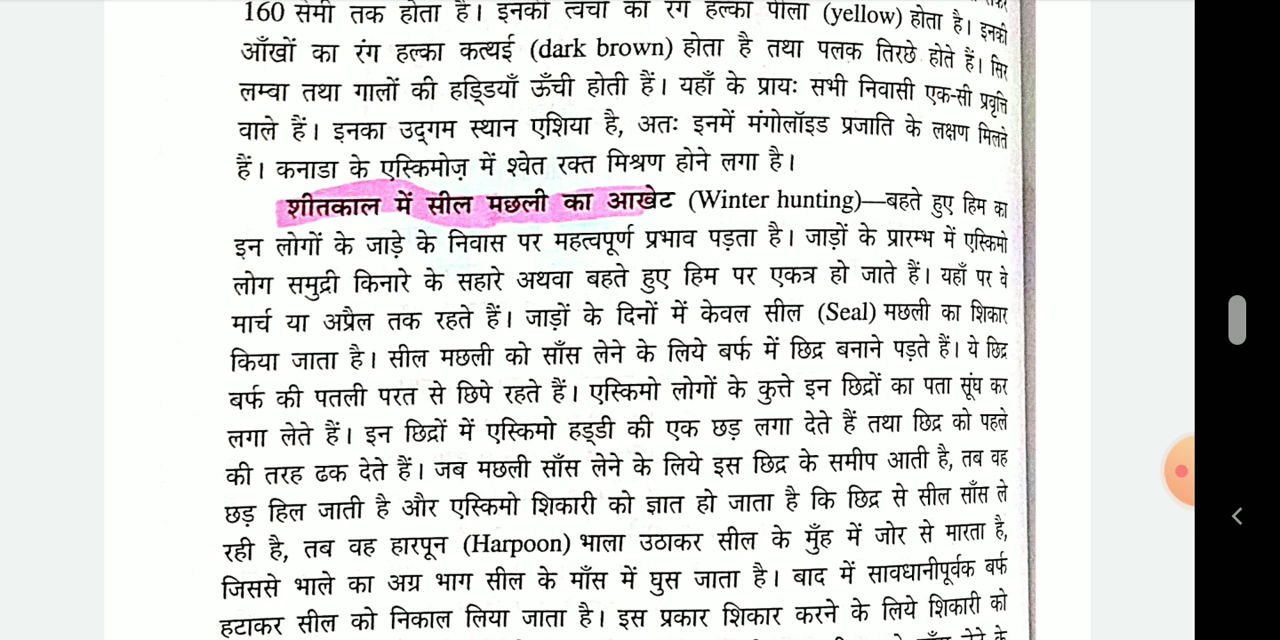 160 सेमी तक होता है। इनकी त्वचा का रंग हल्का पीला (yellow) होता है। इनकी
आँखों का रंग हल्का कत्थई (dark brown) होता है तथा पलक तिरछे होते हैं। सिर
लम्बा तथा गालों की हड्डियाँ ऊँची होती हैं। यहाँ के प्रायः सभी निवासी एक-सी प्रवृत्ति
वाले हैं। इनका उद्गम स्थान एशिया है, अतः इनमें मंगोलॉइड प्रजाति के लक्षण मिलते
हैं। कनाडा के एस्किमोज़ में श्वेत रक्त मिश्रण होने लगा है।
शीतकाल में सील मछली का आखेट (Winter hunting)—बहते हुए हिम का
इन लोगों के जाड़े के निवास पर महत्वपूर्ण प्रभाव पड़ता है। जाड़ों के प्रारम्भ में एस्किमो
लोग समुद्री किनारे के सहारे अथवा बहते हुए हिम पर एकत्र हो जाते हैं। यहाँ पर वे
मार्च या अप्रैल तक रहते हैं। जाड़ों के दिनों में केवल सील (Seal) मछली का शिकार
किया जाता है। सील मछली को साँस लेने के लिये बर्फ में छिद्र बनाने पड़ते हैं। ये छिद्र
बर्फ की पतली परत से छिपे रहते हैं। एस्किमो लोगों के कुत्ते इन छिद्रों का पता सूंघ कर
लगा लेते हैं। इन छिद्रों में एस्किमो हड्डी की एक छड़ लगा देते हैं तथा छिद्र को पहले
की तरह ढक देते हैं। जब मछली साँस लेने के लिये इस छिद्र के समीप आती है, तब वह
छड़ हिल जाती है और एस्किमो शिकारी को ज्ञात हो जाता है कि छिद्र से सील साँस ले
रही है, तब वह हारपून (Harpoon) भाला उठाकर सील के मुँह में जोर से मारता है,
जिससे भाले का अग्र भाग सील के माँस में घुस जाता है। बाद में सावधानीपूर्वक बर्फ
हटाकर सील को निकाल लिया जाता है। इस प्रकार शिकार करने के लिये शिकारी को